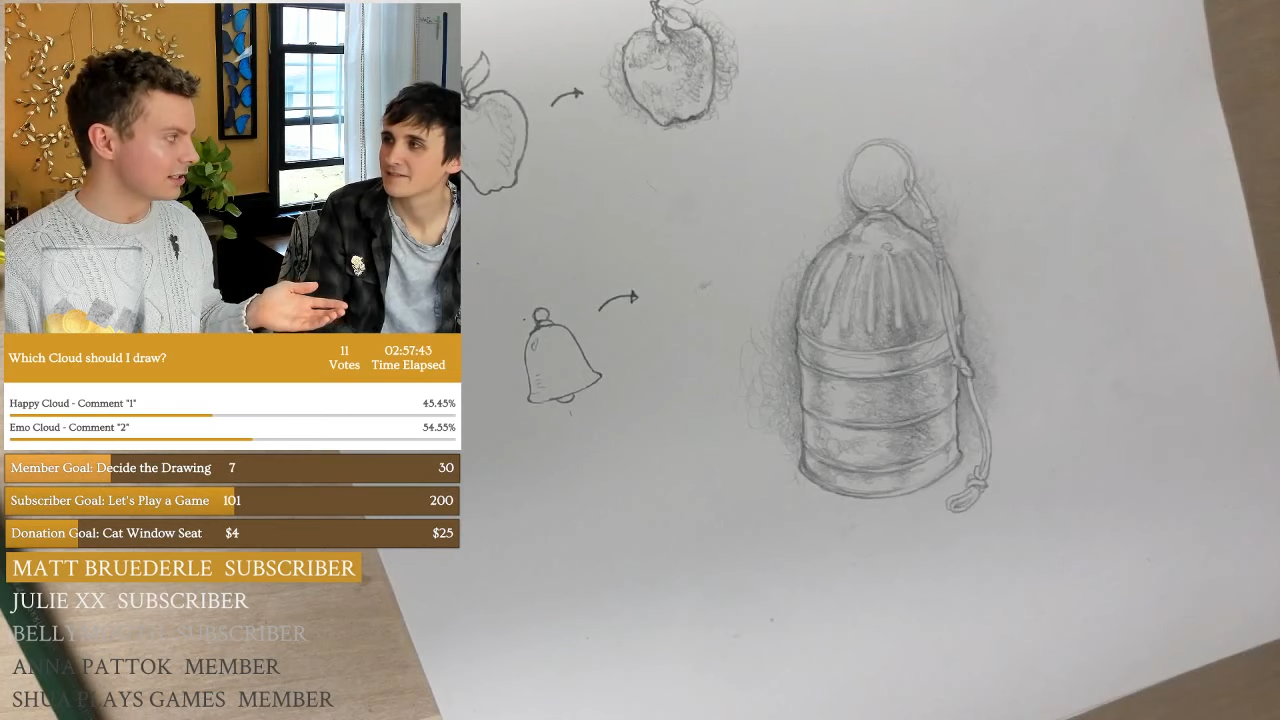 Which Cloud should I draw?
11 Votes
02:57:43 Time Elapsed
Happy Cloud - Comment "1" 45.45%
Emo Cloud - Comment "2" 54.55%
Member Goal: Decide the Drawing 7 30
Subscriber Goal: Let's Play a Game 101 200
Donation Goal: Cat Window Seat $4 $25
MATT BRUEDERLE SUBSCRIBER
JULIE XX SUBSCRIBER
SUBSCRIBER
ANNA PATTOK MEMBER
SHUA PLAYS GAMES MEMBER